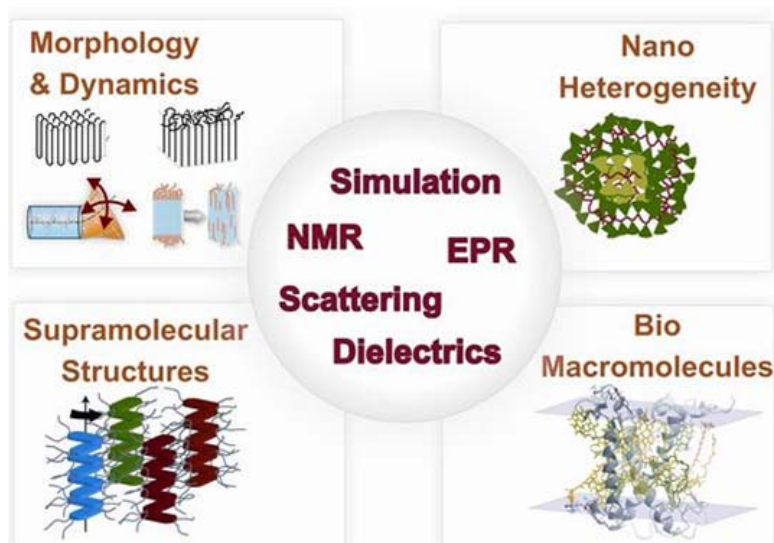 Morphology
& Dynamics
Nano
Heterogeneity
Simulation
NMR
EPR
Scattering
Dielectrics
Supramolecular
Structures
Bio
Macromolecules